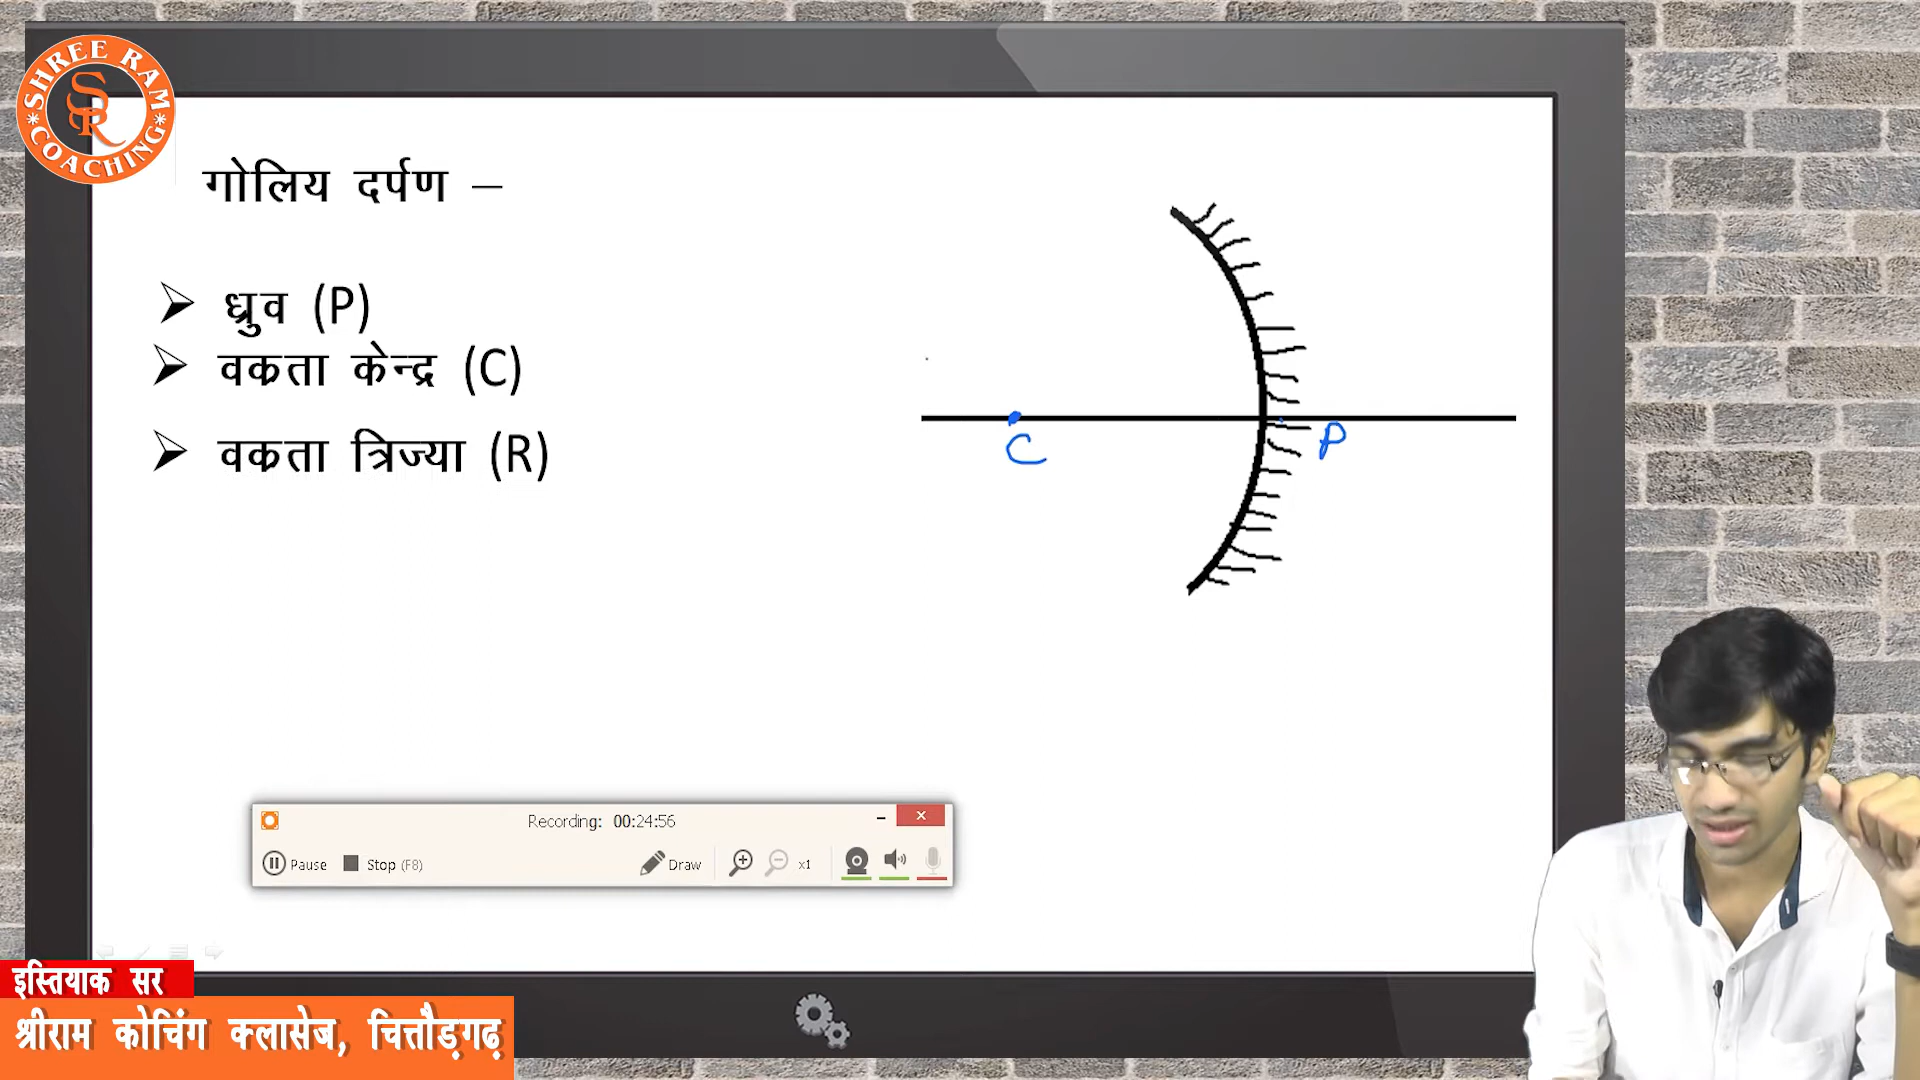 SHREE RAM
SR
COACHING
गोलिय दर्पण –
➢ ध्रुव (P)
➢ वकता केन्द्र (C)
➢ वकता त्रिज्या (R)
C
P
Recording: 00:24:56
Pause
Stop (F8)
Draw
x1
इस्तियाक सर
श्रीराम कोचिंग क्लासेज, चित्तौड़गढ़